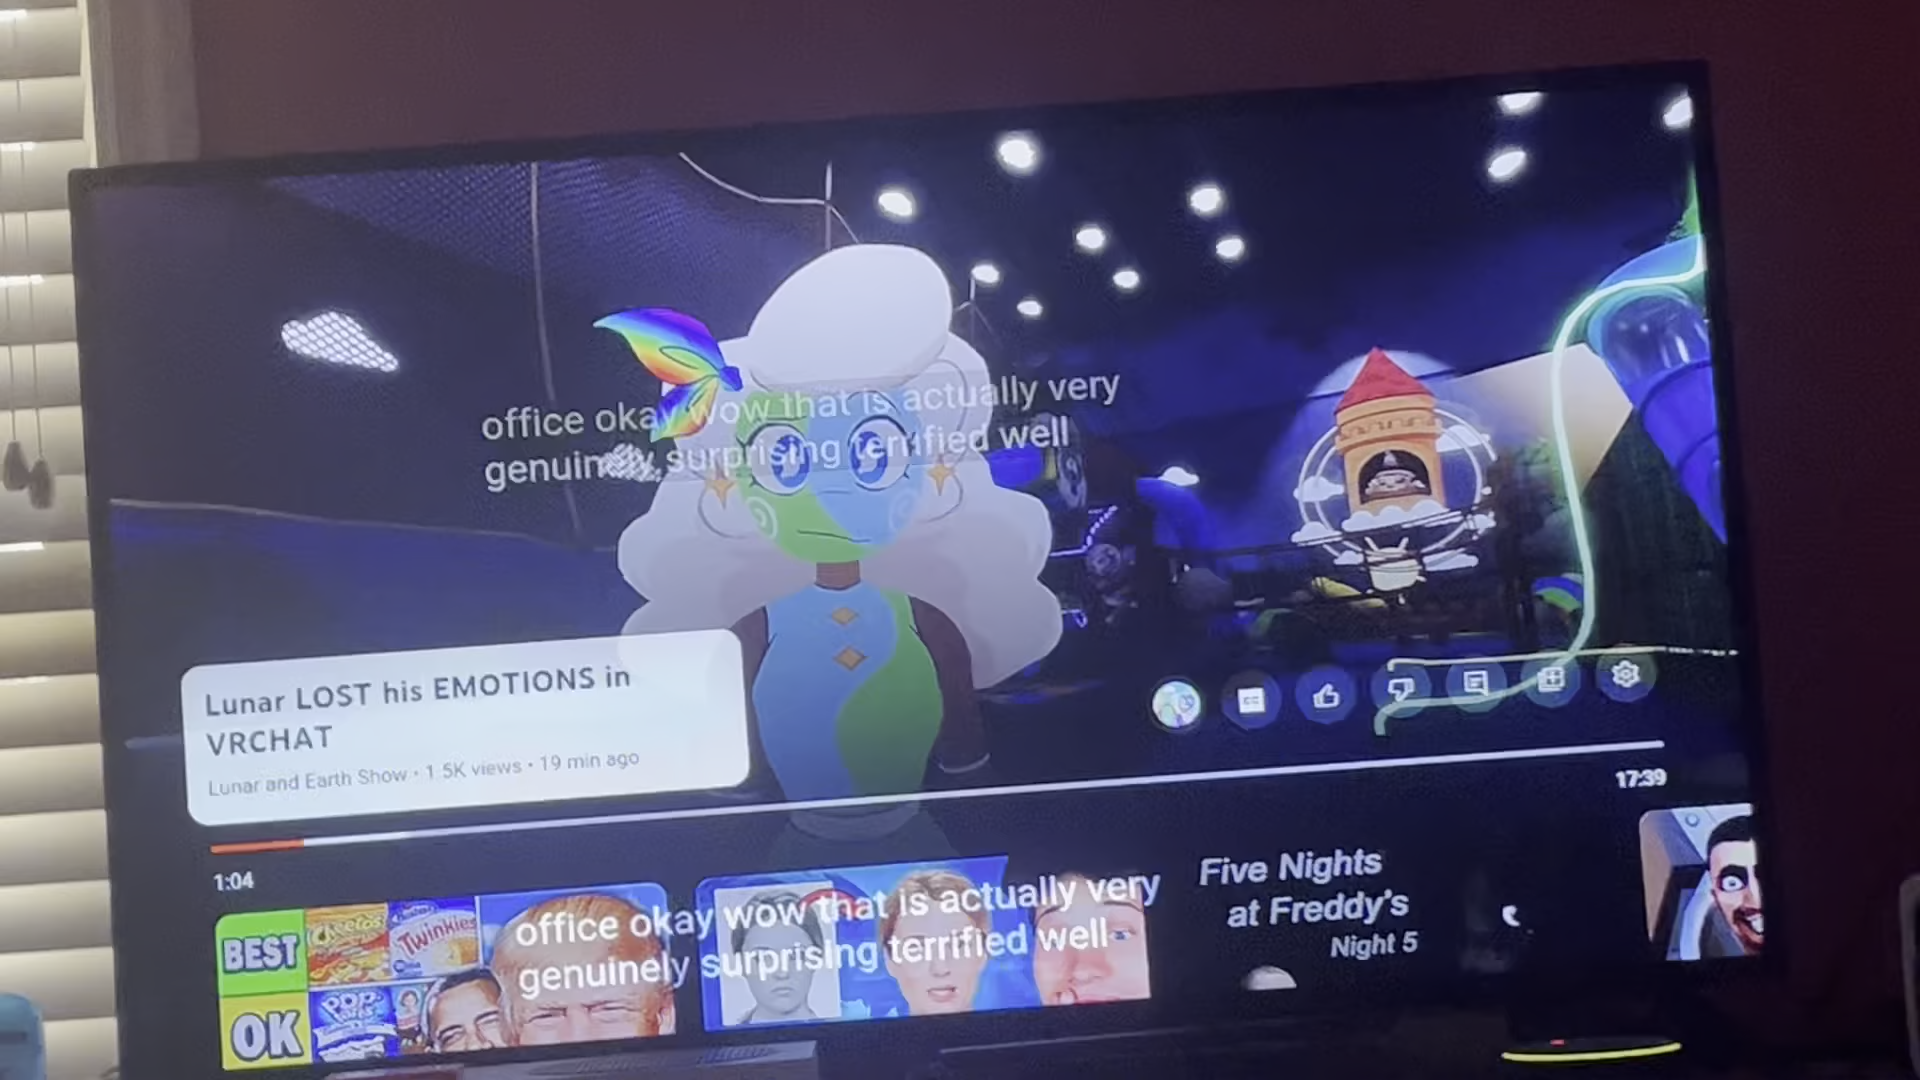 office okay wow that is actually very
genuinely surprising terrified well
Lunar LOST his EMOTIONS in
VRCHAT
Lunar and Earth Show • 1.5K views • 19 min ago
CC
17:39
1:04
BEST
Cheetos
Twinkies
OK
POP-
office okay wow that is actually very
genuinely surprising terrified well
Five Nights
at Freddy's
Night 5